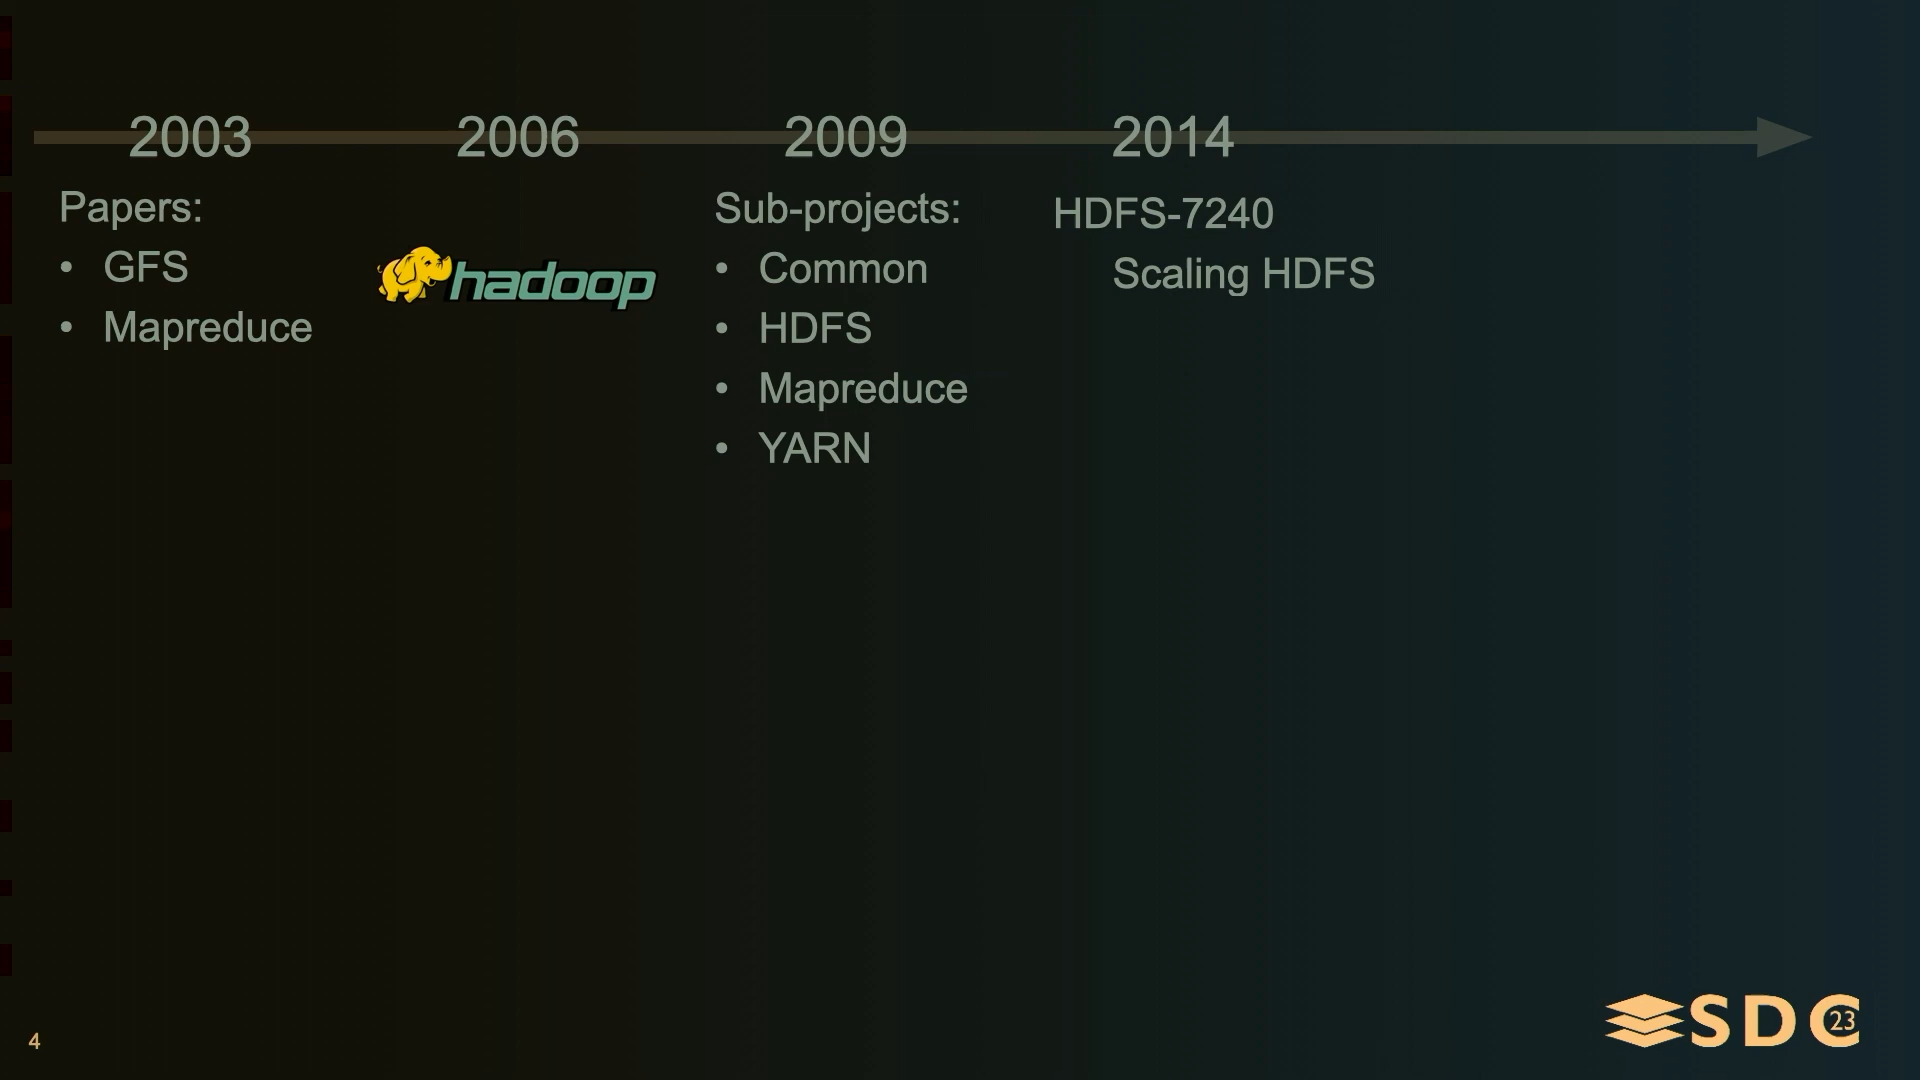 2003 2006 2009 2014
Papers:
• GFS
• Mapreduce
hadoop
Sub-projects:
• Common
• HDFS
• Mapreduce
• YARN
HDFS-7240
Scaling HDFS
4
SDC 23